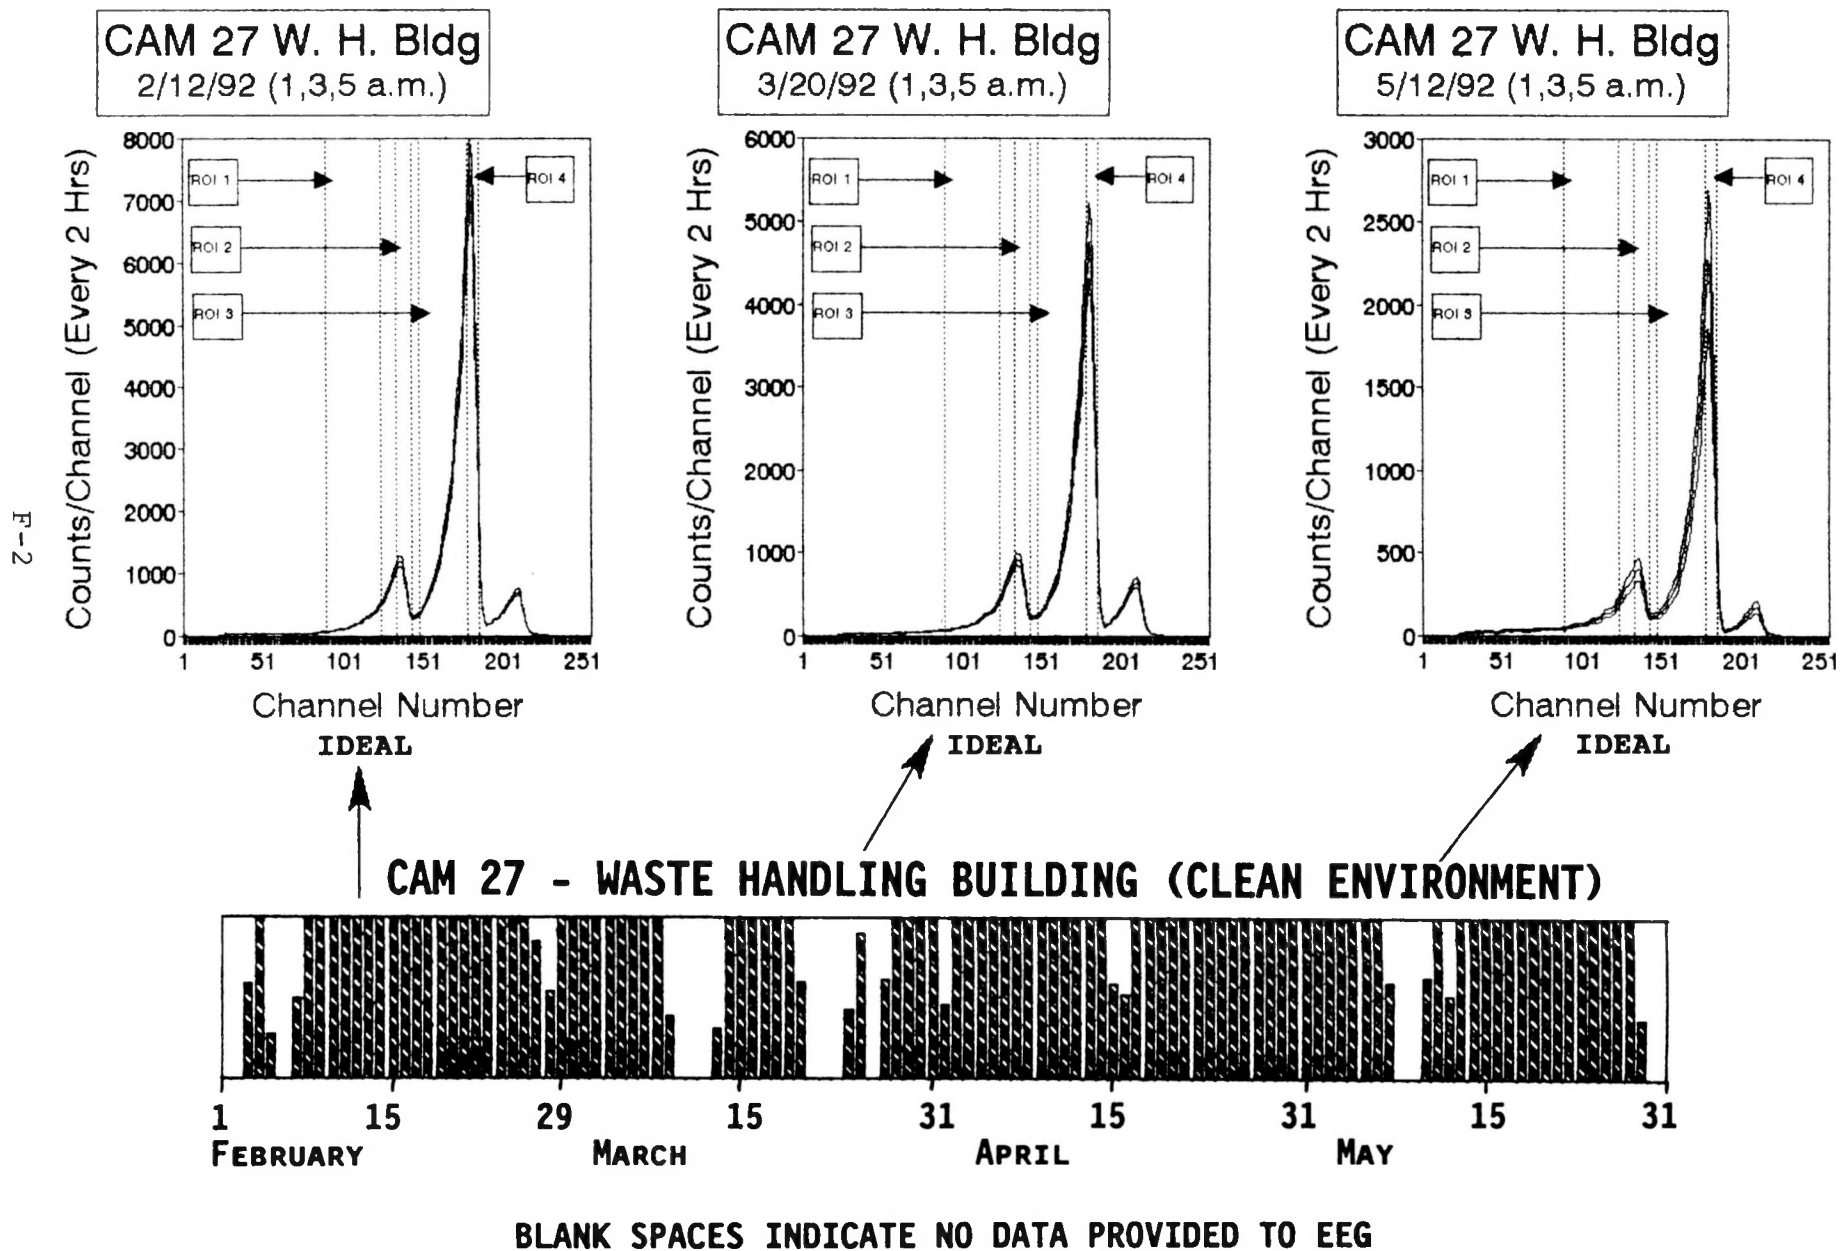 CAM 27 W. H. Bldg
2/12/92 (1,3,5 a.m.)
Counts/Channel (Every 2 Hrs)
8000
7000
6000
5000
4000
3000
2000
1000
0
ROI 1
ROI 2
ROI 3
ROI 4
1 51 101 151 201 251
Channel Number
IDEAL
CAM 27 W. H. Bldg
3/20/92 (1,3,5 a.m.)
Counts/Channel (Every 2 Hrs)
6000
5000
4000
3000
2000
1000
0
ROI 1
ROI 2
ROI 3
ROI 4
1 51 101 151 201 251
Channel Number
IDEAL
CAM 27 W. H. Bldg
5/12/92 (1,3,5 a.m.)
Counts/Channel (Every 2 Hrs)
3000
2500
2000
1500
1000
500
0
ROI 1
ROI 2
ROI 3
ROI 4
1 51 101 151 201 251
Channel Number
IDEAL
F-2
CAM 27 - WASTE HANDLING BUILDING (CLEAN ENVIRONMENT)
1 15 29 15 31 15 31 15 31
FEBRUARY MARCH APRIL MAY
BLANK SPACES INDICATE NO DATA PROVIDED TO EEG